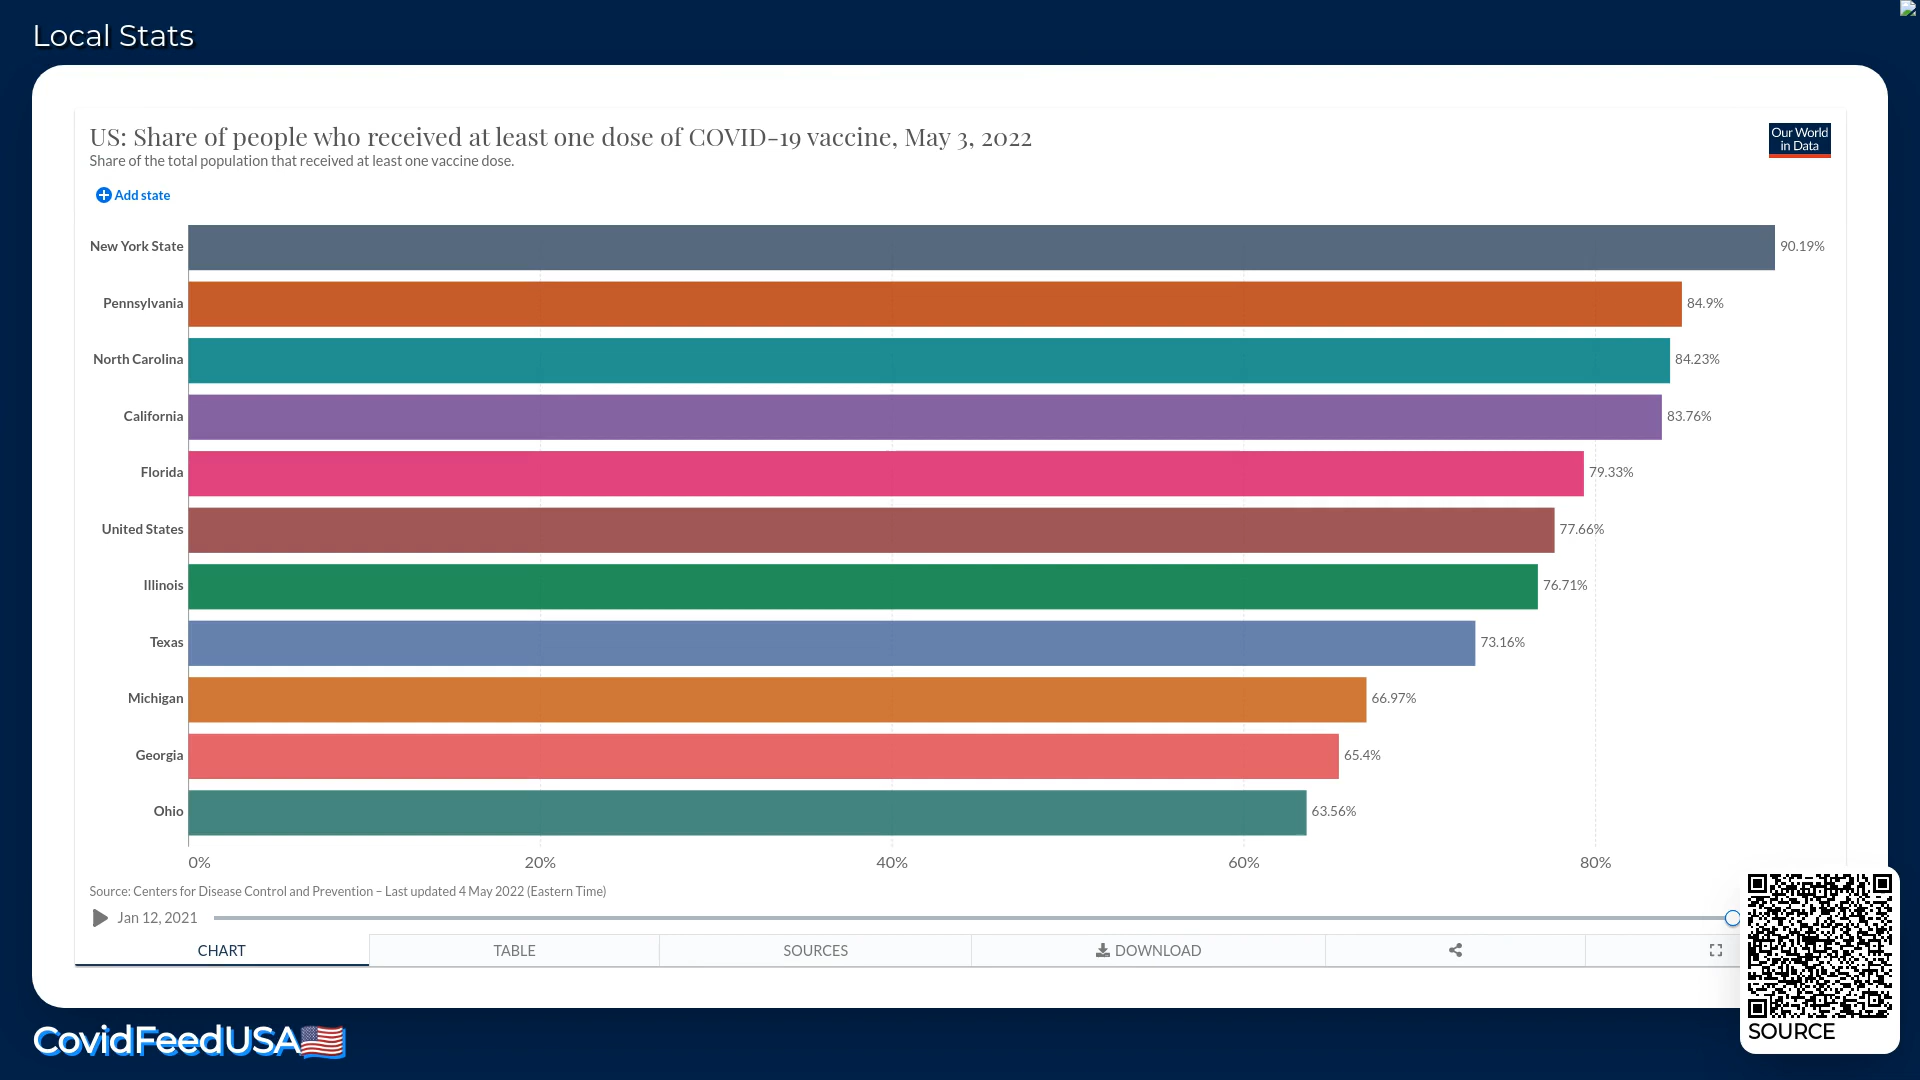 Local Stats
US: Share of people who received at least one dose of COVID-19 vaccine, May 3, 2022
Share of the total population that received at least one vaccine dose.
Our World
in Data
Add state
New York State 90.19%
Pennsylvania 84.9%
North Carolina 84.23%
California 83.76%
Florida 79.33%
United States 77.66%
Illinois 76.71%
Texas 73.16%
Michigan 66.97%
Georgia 65.4%
Ohio 63.56%
0% 20% 40% 60% 80%
Source: Centers for Disease Control and Prevention – Last updated 4 May 2022 (Eastern Time)
Jan 12, 2021
CHART TABLE SOURCES DOWNLOAD
SOURCE
CovidFeedUSA